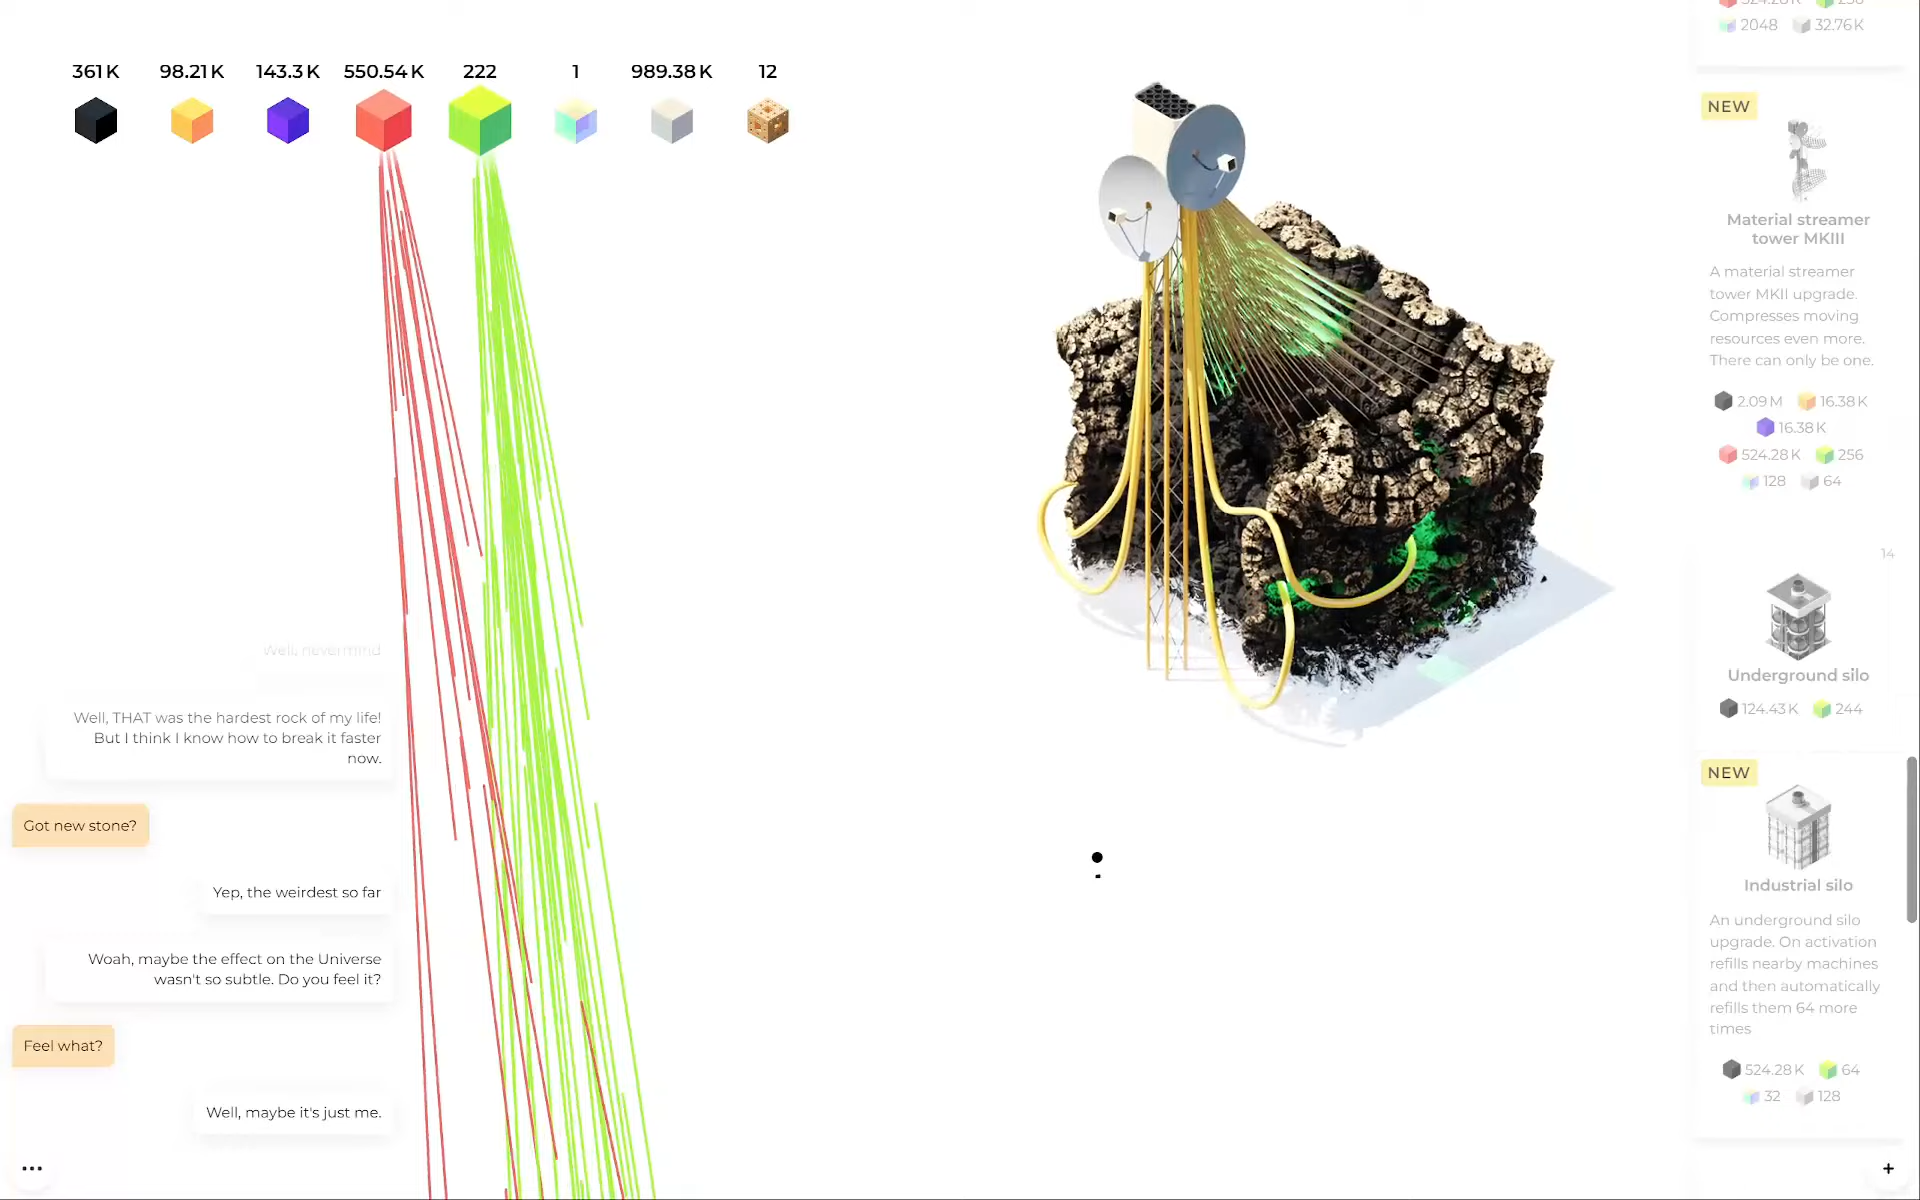 361 K
98.21 K
143.3 K
550.54 K
222
1
989.38 K
12
Well, nevermind
Well, THAT was the hardest rock of my life!
But I think I know how to break it faster
now.
Got new stone?
Yep, the weirdest so far
Woah, maybe the effect on the Universe
wasn't so subtle. Do you feel it?
Feel what?
Well, maybe it's just me.
2048 32.76 K
NEW
Material streamer
tower MKIII
A material streamer
tower MKII upgrade.
Compresses moving
resources even more.
There can only be one.
2.09 M 16.38 K
16.38 K
524.28 K 256
128 64
14
Underground silo
124.43 K 244
NEW
Industrial silo
An underground silo
upgrade. On activation
refills nearby machines
and then automatically
refills them 64 more
times
524.28 K 64
32 128